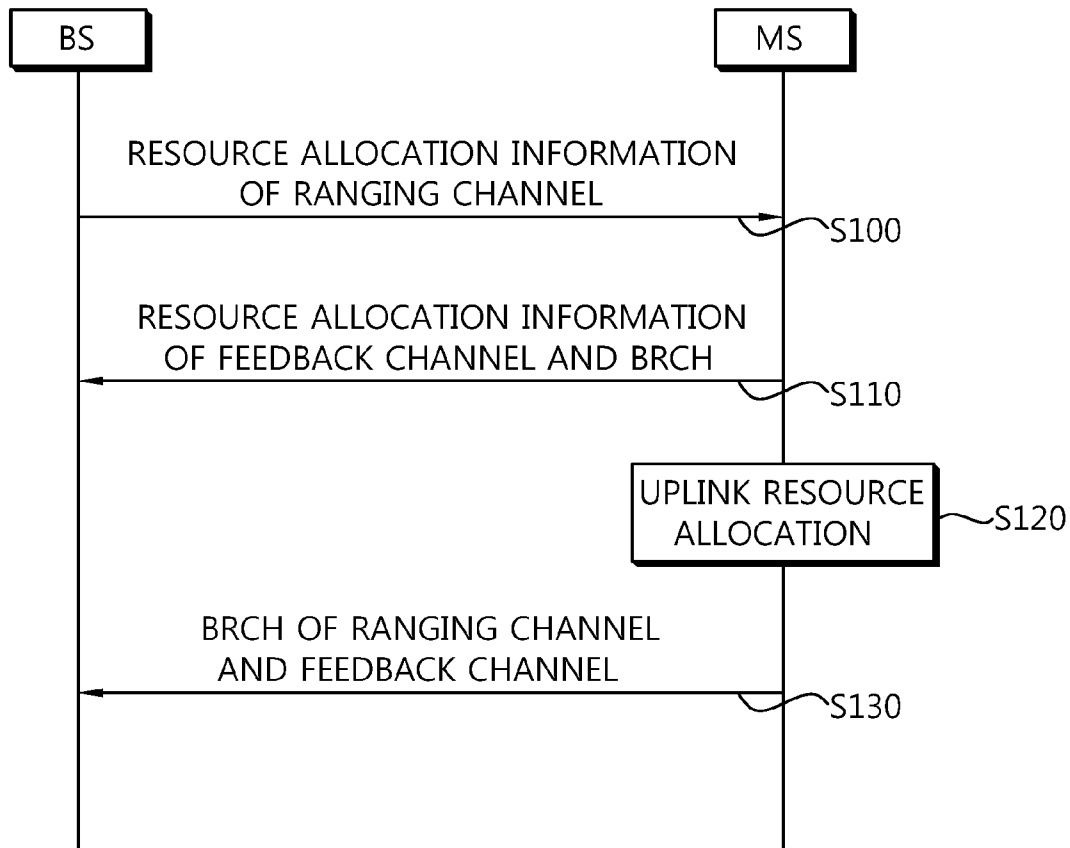 BS
MS
RESOURCE ALLOCATION INFORMATION
OF RANGING CHANNEL
S100
RESOURCE ALLOCATION INFORMATION
OF FEEDBACK CHANNEL AND BRCH
S110
UPLINK RESOURCE
ALLOCATION
S120
BRCH OF RANGING CHANNEL
AND FEEDBACK CHANNEL
S130